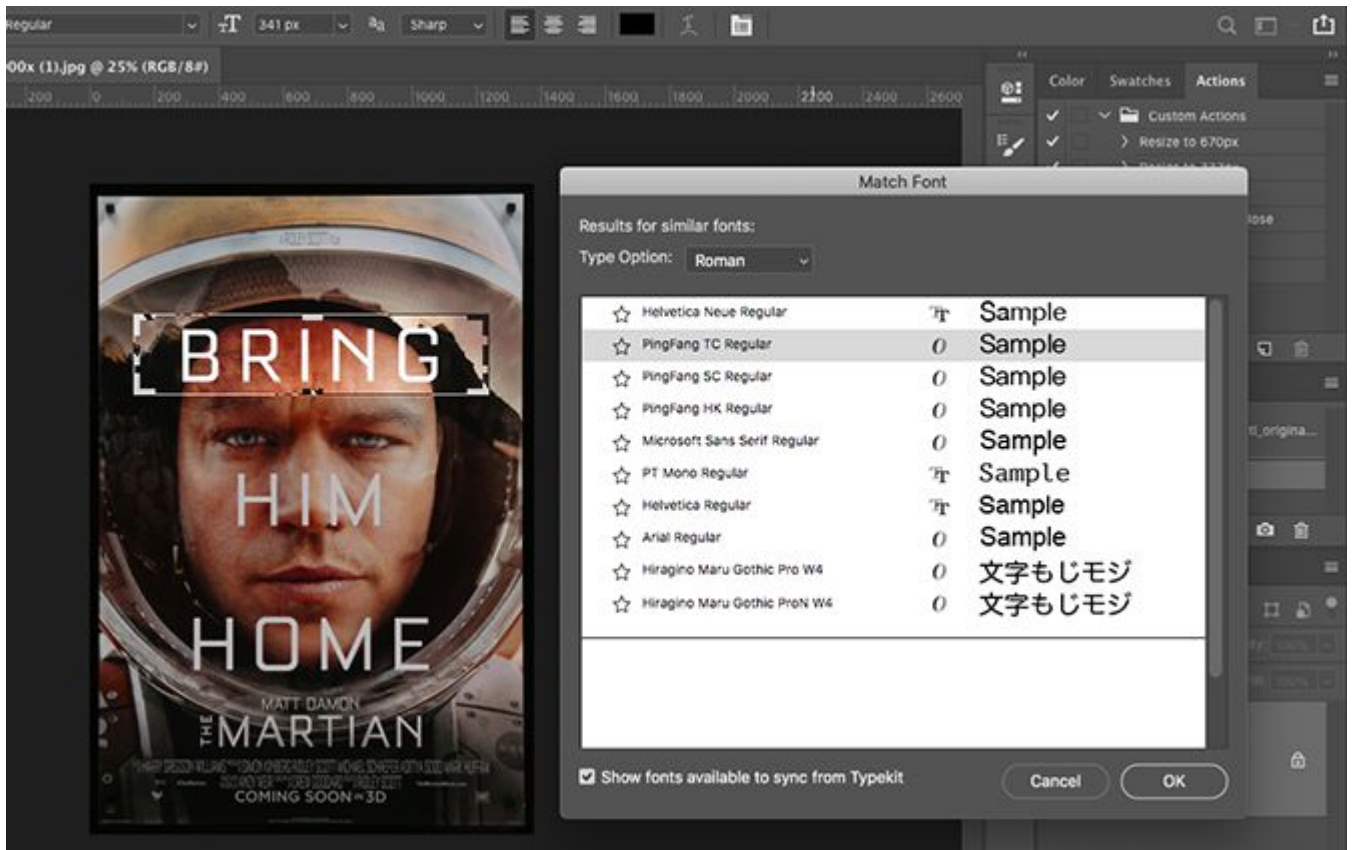 Regular 341 px Sharp
00x (1).jpg @ 25% (RGB/8#)
200 0 200 400 600 800 1000 1200 1400 1600 1800 2000 2200 2400 2600
Color Swatches Actions
Custom Actions
Resize to 670px
Match Font
Results for similar fonts:
Type Option: Roman
Helvetica Neue Regular Sample
PingFang TC Regular Sample
PingFang SC Regular Sample
PingFang HK Regular Sample
Microsoft Sans Serif Regular Sample
PT Mono Regular Sample
Helvetica Regular Sample
Arial Regular Sample
Hiragino Maru Gothic Pro W4 文字もじモジ
Hiragino Maru Gothic ProN W4 文字もじモジ
Show fonts available to sync from Typekit
Cancel OK
BRING
HIM
HOME
MATT DAMON
THE MARTIAN
COMING SOON IN 3D